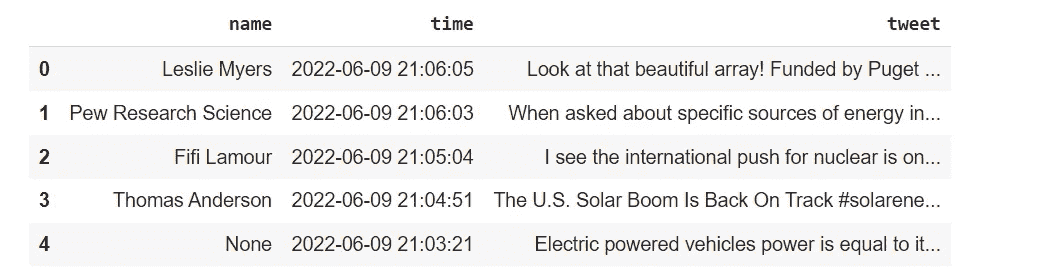 name time tweet
0 Leslie Myers 2022-06-09 21:06:05 Look at that beautiful array! Funded by Puget ...
1 Pew Research Science 2022-06-09 21:06:03 When asked about specific sources of energy in...
2 Fifi Lamour 2022-06-09 21:05:04 I see the international push for nuclear is on...
3 Thomas Anderson 2022-06-09 21:04:51 The U.S. Solar Boom Is Back On Track #solarene...
4 None 2022-06-09 21:03:21 Electric powered vehicles power is equal to it...